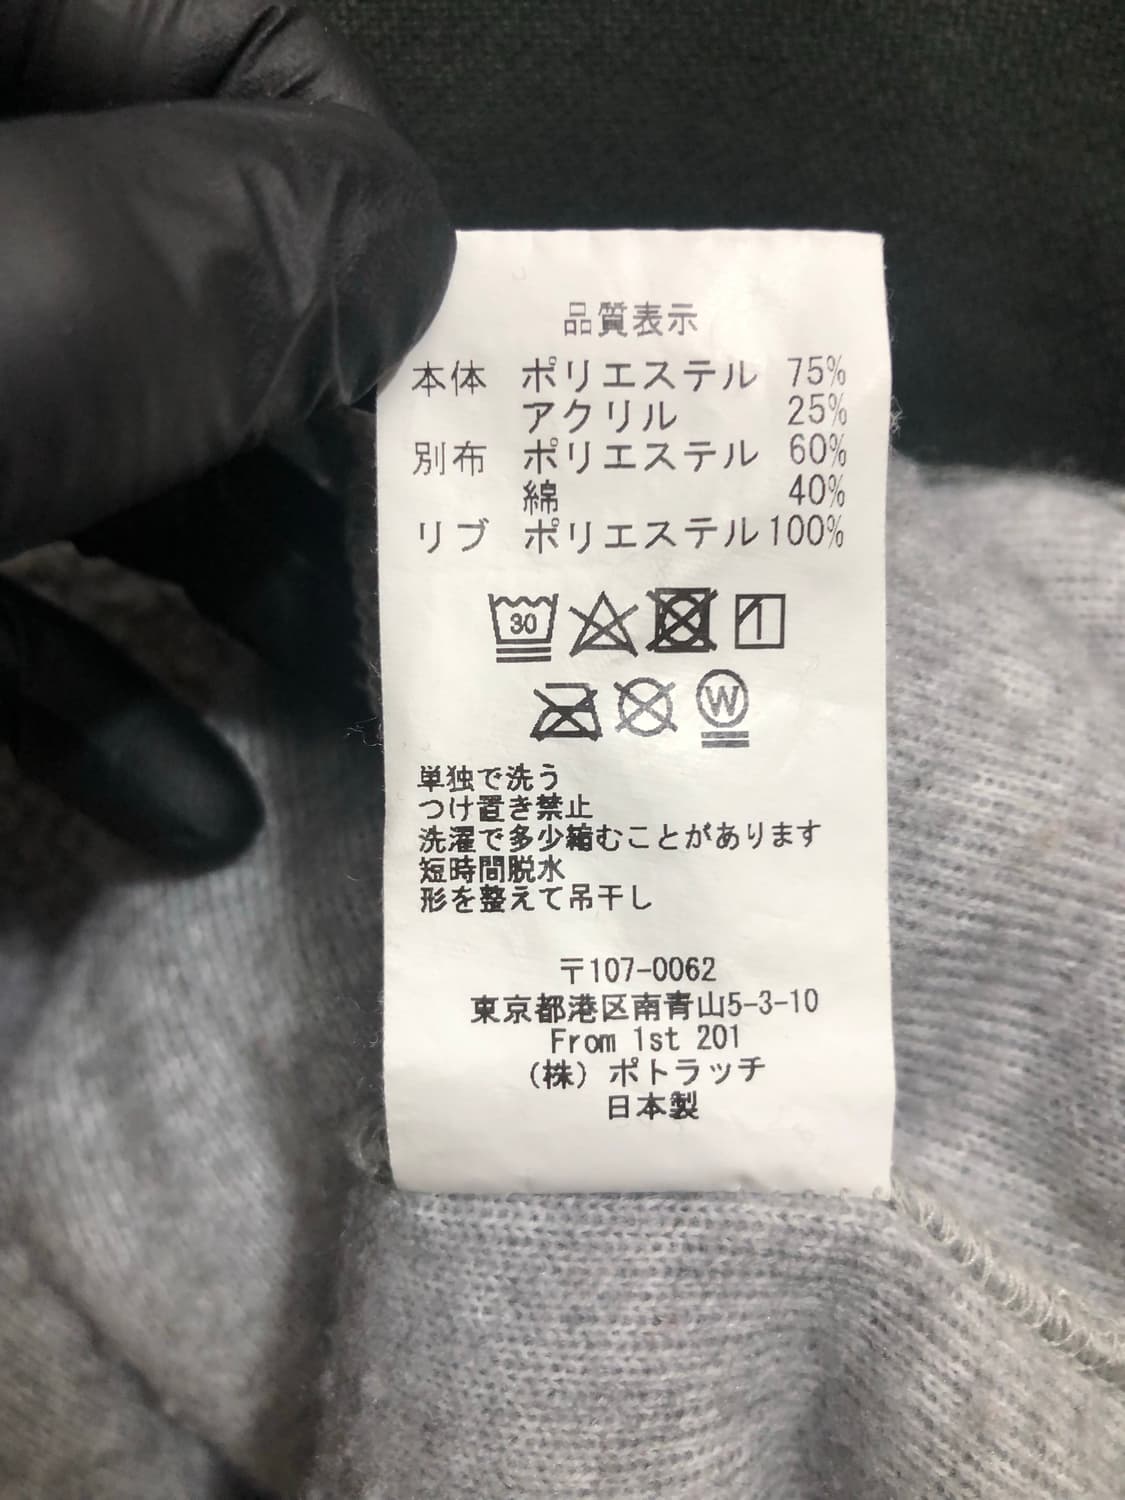 品質表示
本体 ポリエステル 75%
アクリル 25%
別布 ポリエステル 60%
綿 40%
リブ ポリエステル100%
30
W
単独で洗う
つけ置き禁止
洗濯で多少縮むことがあります
短時間脱水
形を整えて吊干し
〒107-0062
東京都港区南青山5-3-10
From 1st 201
(株)ポトラッチ
日本製